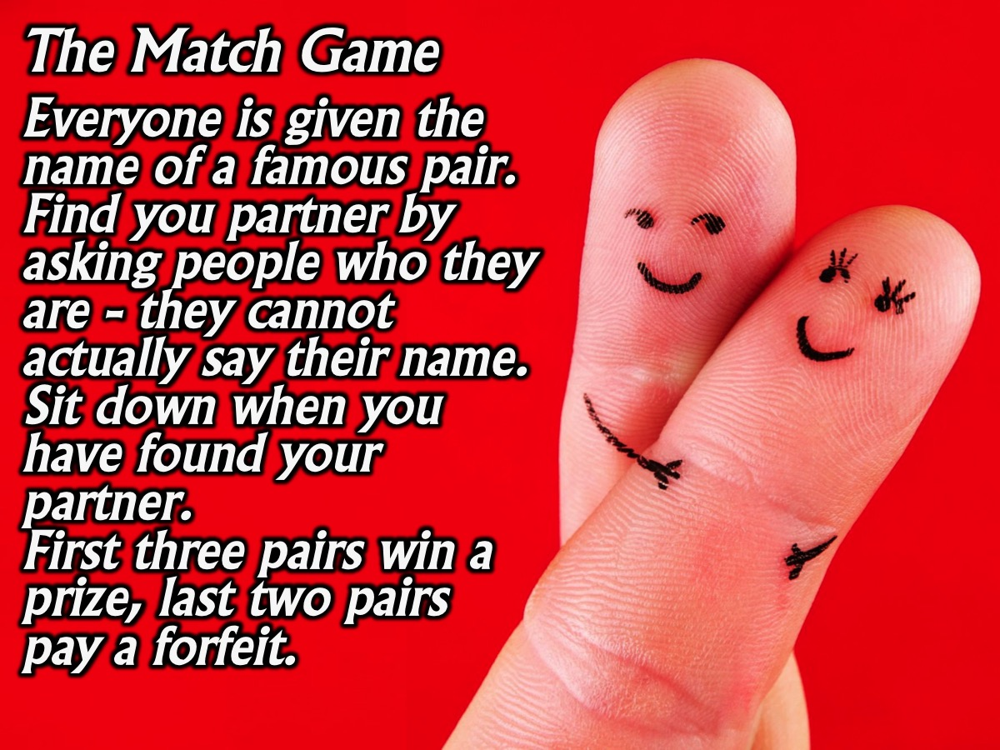 The Match Game
Everyone is given the
name of a famous pair.
Find you partner by
asking people who they
are - they cannot
actually say their name.
Sit down when you
have found your
partner.
First three pairs win a
prize, last two pairs
pay a forfeit.